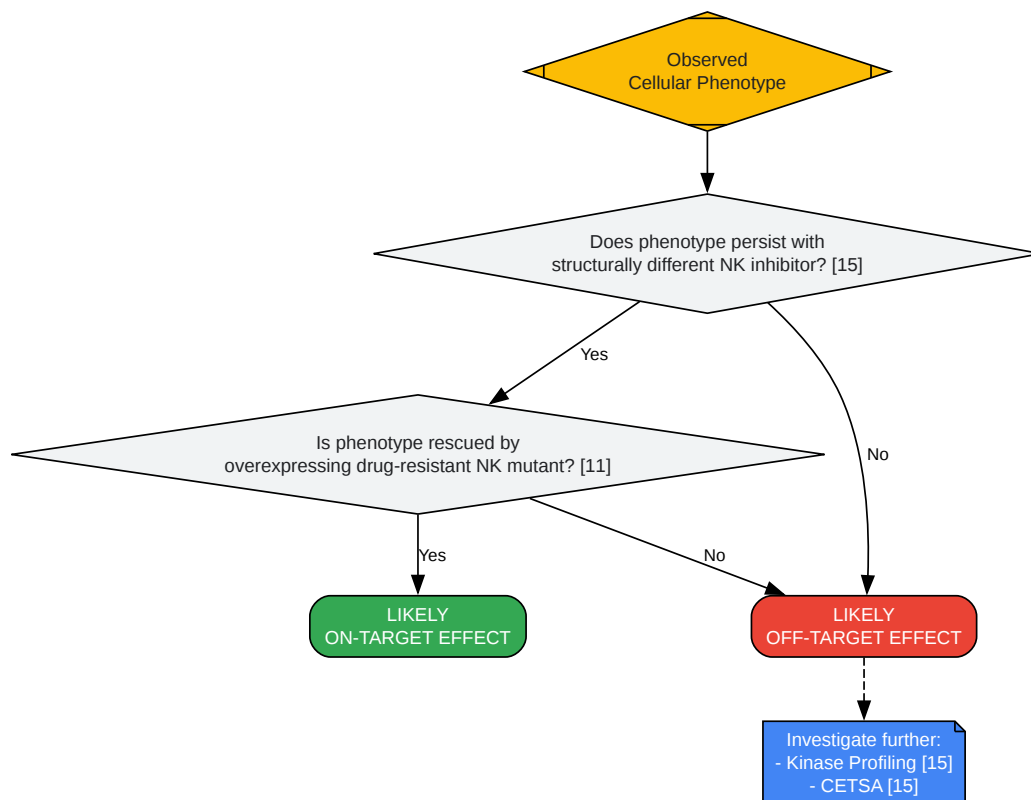 Observed
Cellular Phenotype
Does phenotype persist with
structurally different NK inhibitor? [15]
Yes
Is phenotype rescued by
overexpressing drug-resistant NK mutant? [11]
No
Yes
No
LIKELY
ON-TARGET EFFECT
LIKELY
OFF-TARGET EFFECT
Investigate further:
- Kinase Profiling [15]
- CETSA [15]